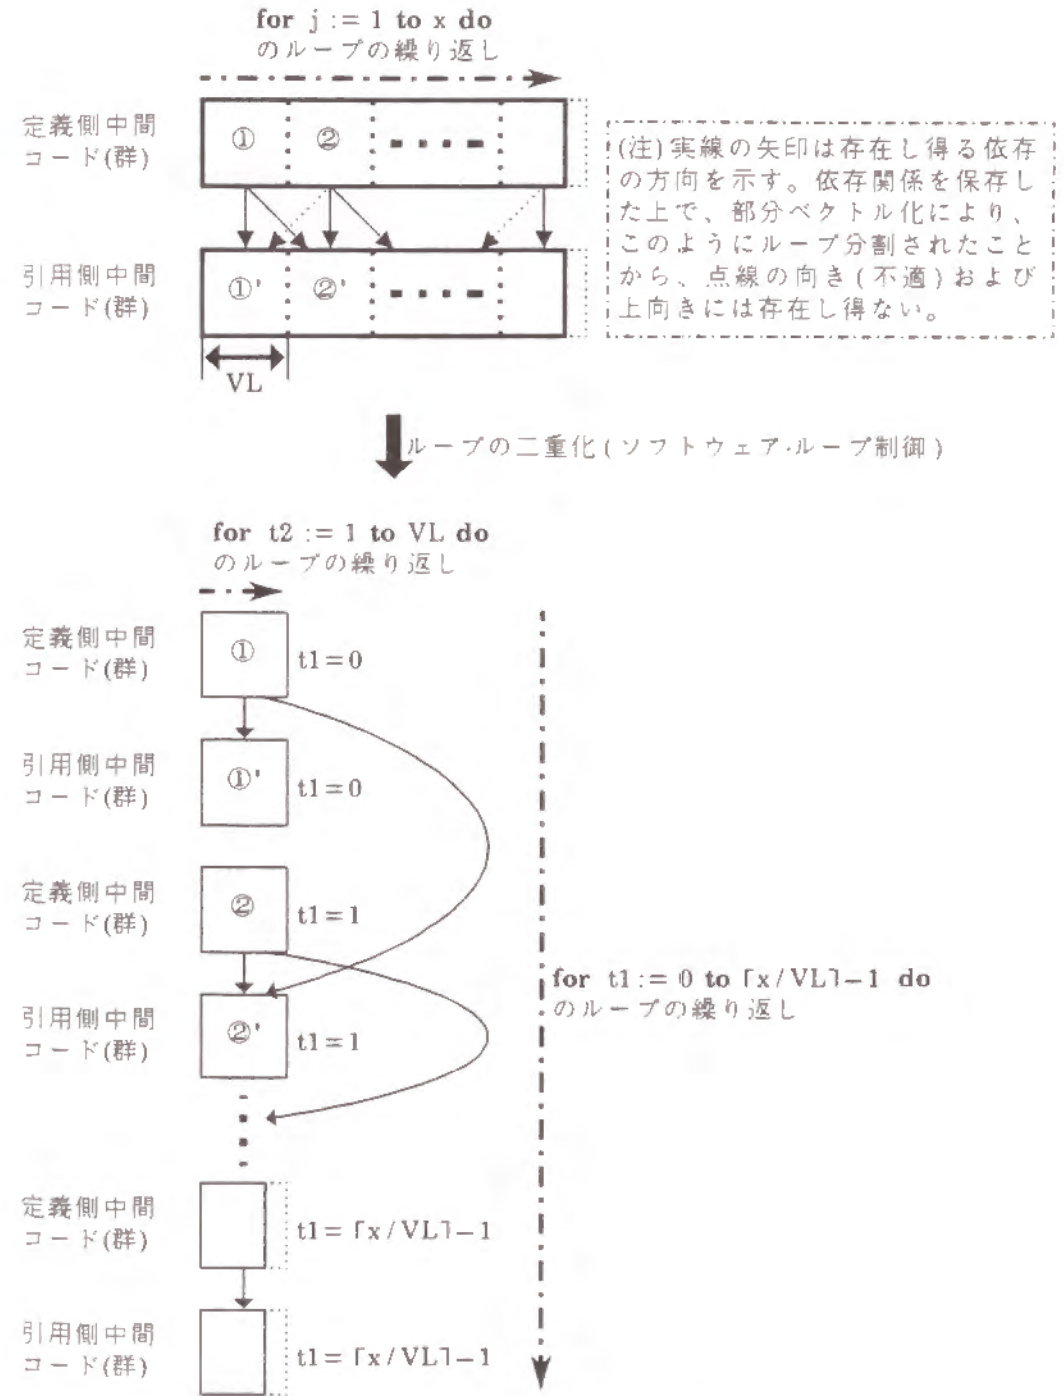 for j := 1 to x do
のループの繰り返し
定義側中間
コード(群)
① ②
(注)実線の矢印は存在し得る依存
の方向を示す。依存関係を保存し
た上で、部分ベクトル化により、
このようにループ分割されたこと
から、点線の向き(不適)および
上向きには存在し得ない。
引用側中間
コード(群)
①' ②'
VL
ループの二重化(ソフトウェア・ループ制御)
for t2 := 1 to VL do
のループの繰り返し
定義側中間
コード(群)
① t1=0
引用側中間
コード(群)
①' t1=0
定義側中間
コード(群)
② t1=1
for t1 := 0 to ⌈x/VL⌉−1 do
のループの繰り返し
引用側中間
コード(群)
②' t1=1
定義側中間
コード(群)
t1=⌈x/VL⌉−1
引用側中間
コード(群)
t1=⌈x/VL⌉−1